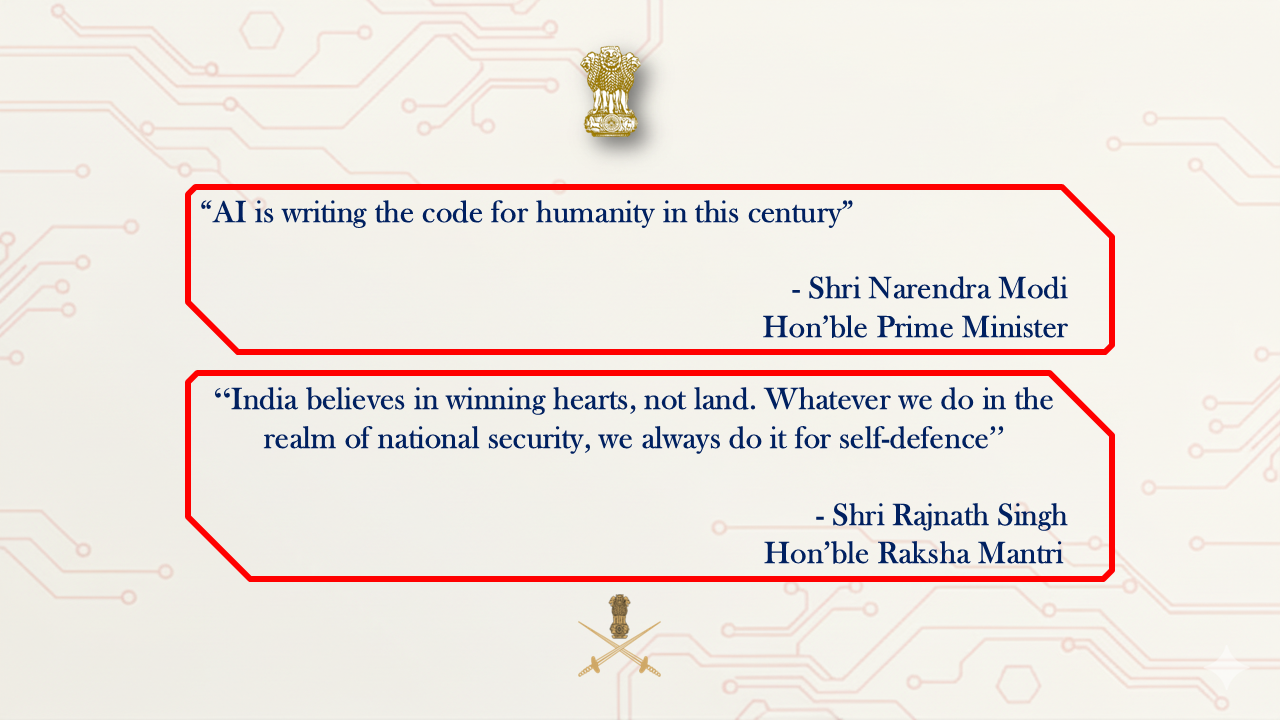 “AI is writing the code for humanity in this century”
- Shri Narendra Modi
Hon’ble Prime Minister
‘‘India believes in winning hearts, not land. Whatever we do in the
realm of national security, we always do it for self-defence’’
- Shri Rajnath Singh
Hon’ble Raksha Mantri